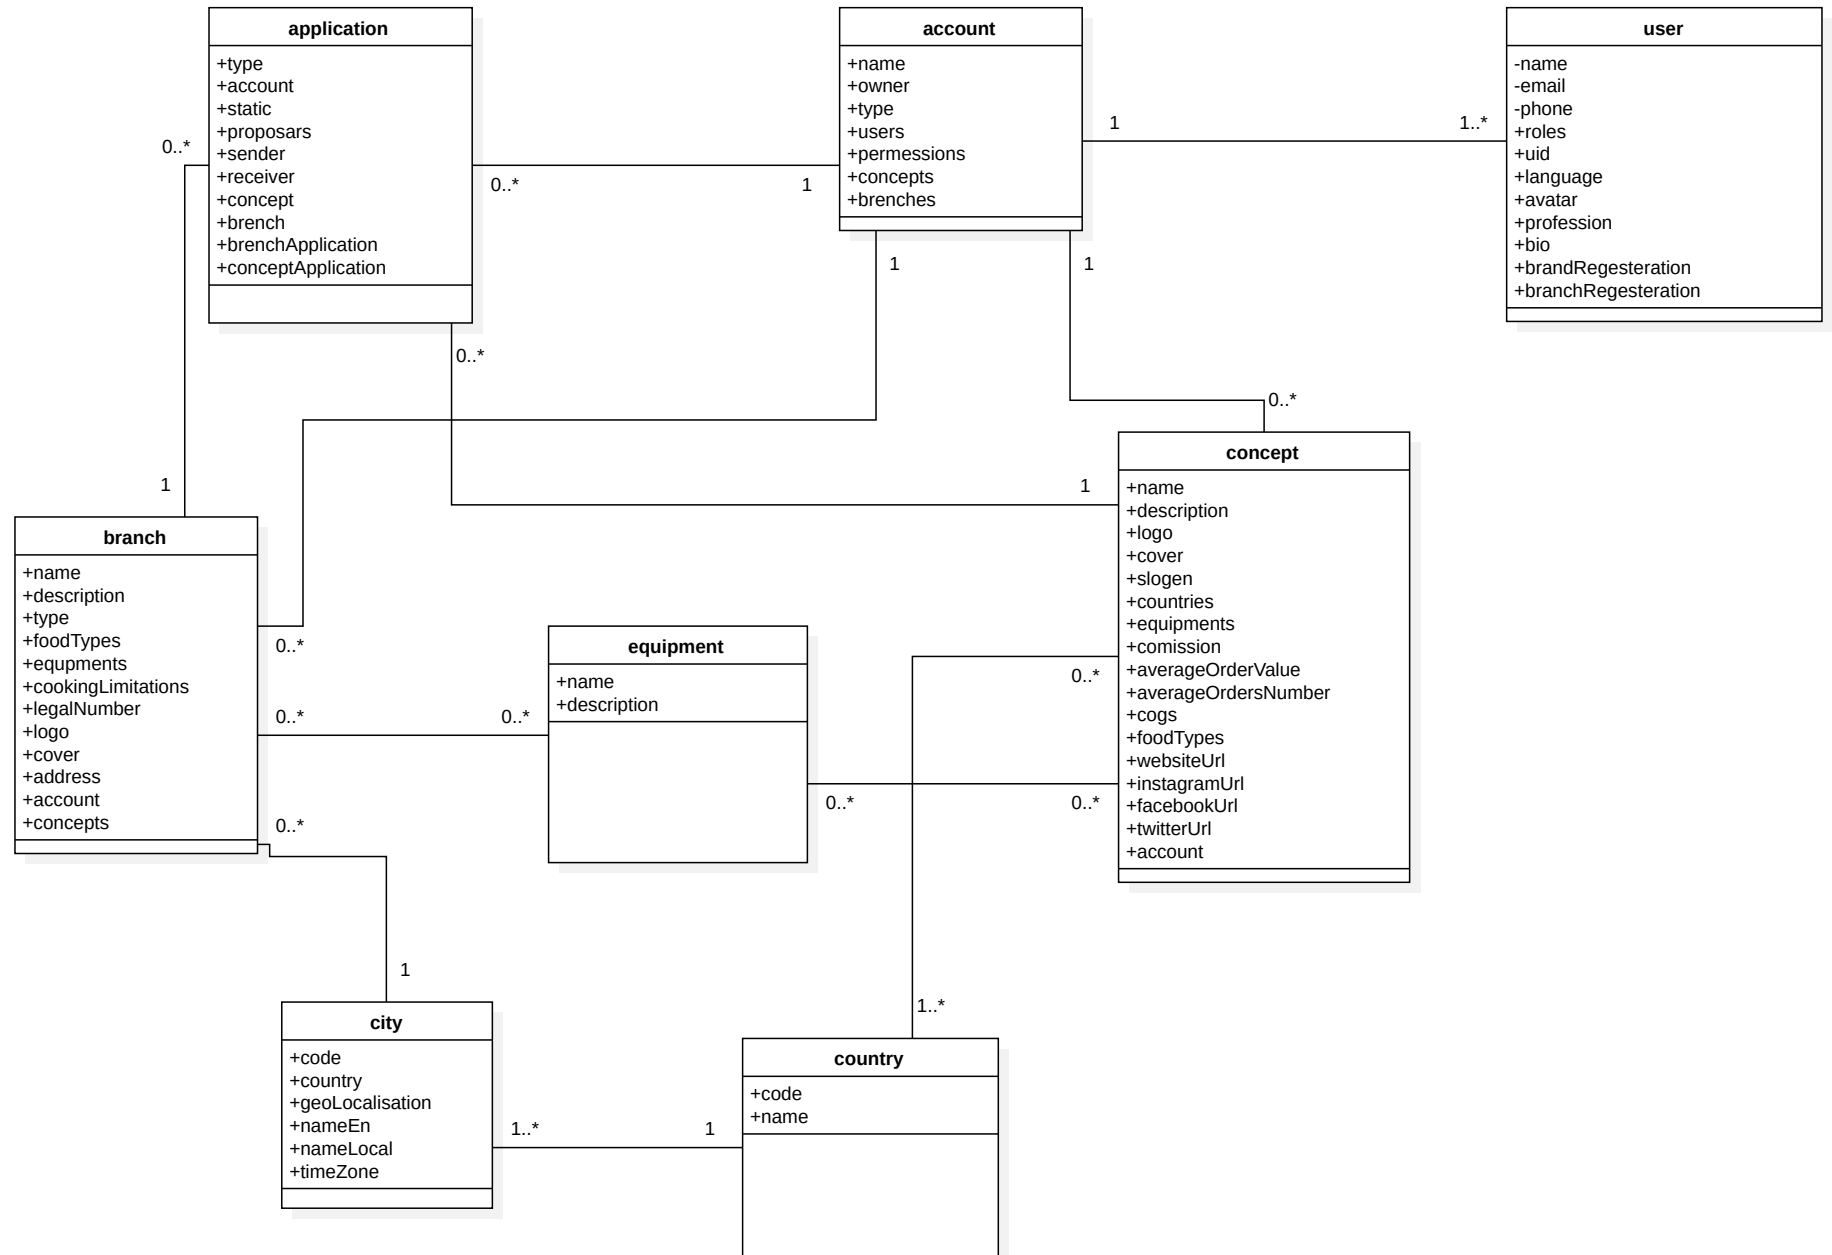 application
+type
+account
+static
+proposars
+sender
+receiver
+concept
+brench
+brenchApplication
+conceptApplication
account
+name
+owner
+type
+users
+permessions
+concepts
+brenches
user
-name
-email
-phone
+roles
+uid
+language
+avatar
+profession
+bio
+brandRegesteration
+branchRegesteration
0..*
0..*
1
1
1..*
1
1
0..*
0..*
1
1
branch
+name
+description
+type
+foodTypes
+equpments
+cookingLimitations
+legalNumber
+logo
+cover
+address
+account
+concepts
concept
+name
+description
+logo
+cover
+slogen
+countries
+equipments
+comission
+averageOrderValue
+averageOrdersNumber
+cogs
+foodTypes
+websiteUrl
+instagramUrl
+facebookUrl
+twitterUrl
+account
equipment
+name
+description
0..*
0..*
0..*
0..*
0..*
0..*
0..*
1
1..*
city
+code
+country
+geoLocalisation
+nameEn
+nameLocal
+timeZone
1..*
1
country
+code
+name